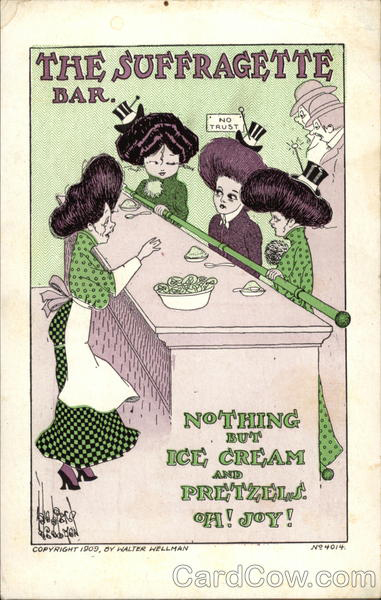 THE SUFFRAGETTE
BAR.
NO
TRUST
NOTHING
BUT
ICE CREAM
AND
PRETZELS.
OH! JOY!
COPYRIGHT 1909, BY WALTER WELLMAN
No 4014.
CardCow.com